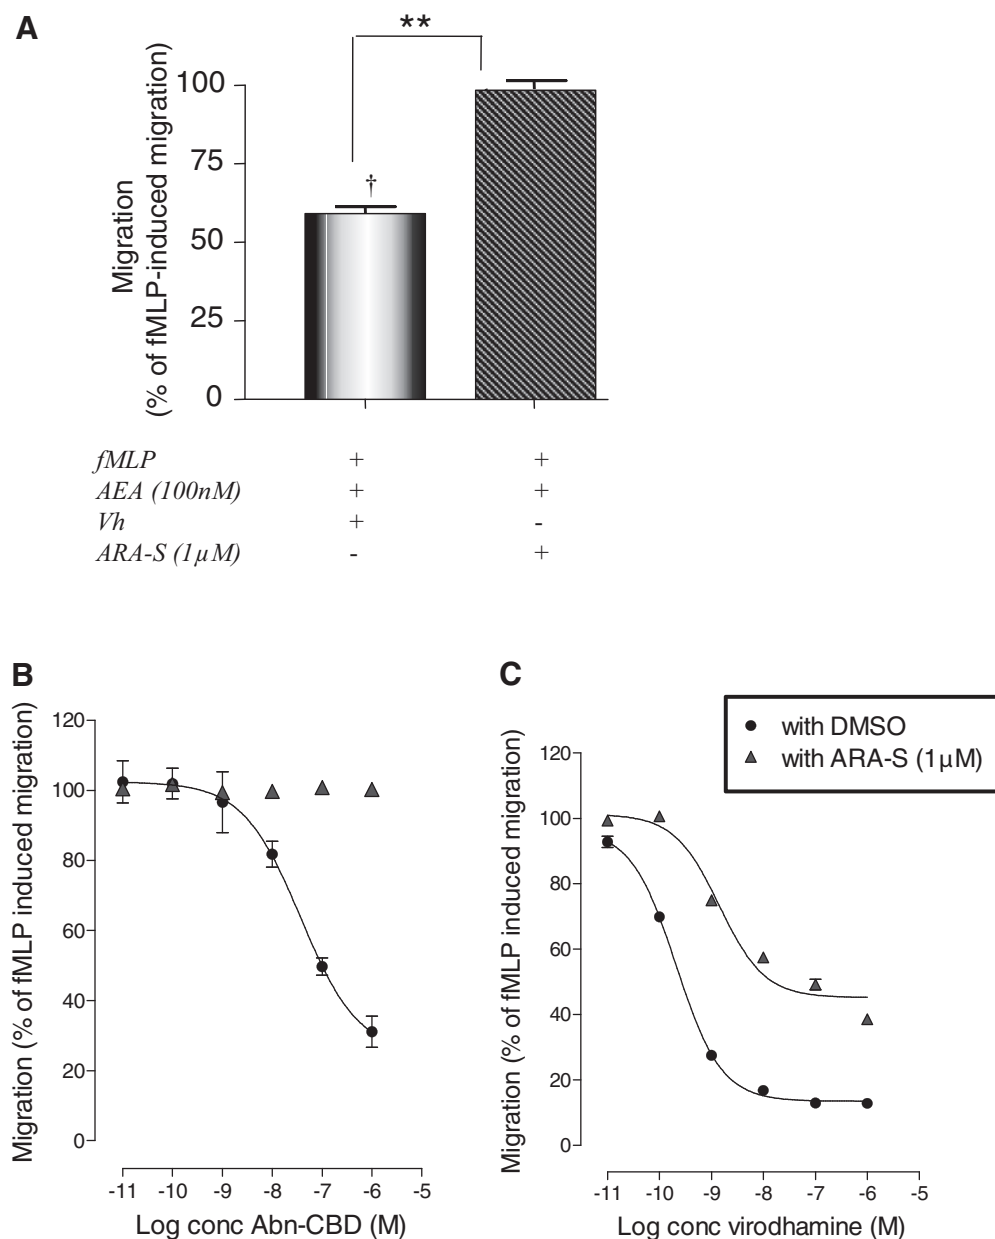 A
**
Migration
(% of fMLP-induced migration)
100
75
50
25
0
†
fMLP + +
AEA (100nM) + +
Vh + -
ARA-S (1µM) - +
B
Migration (% of fMLP induced migration)
120
100
80
60
40
20
0
-11 -10 -9 -8 -7 -6 -5
Log conc Abn-CBD (M)
C
with DMSO
with ARA-S (1µM)
Migration (% of fMLP induced migration)
120
100
80
60
40
20
0
-11 -10 -9 -8 -7 -6 -5
Log conc virodhamine (M)